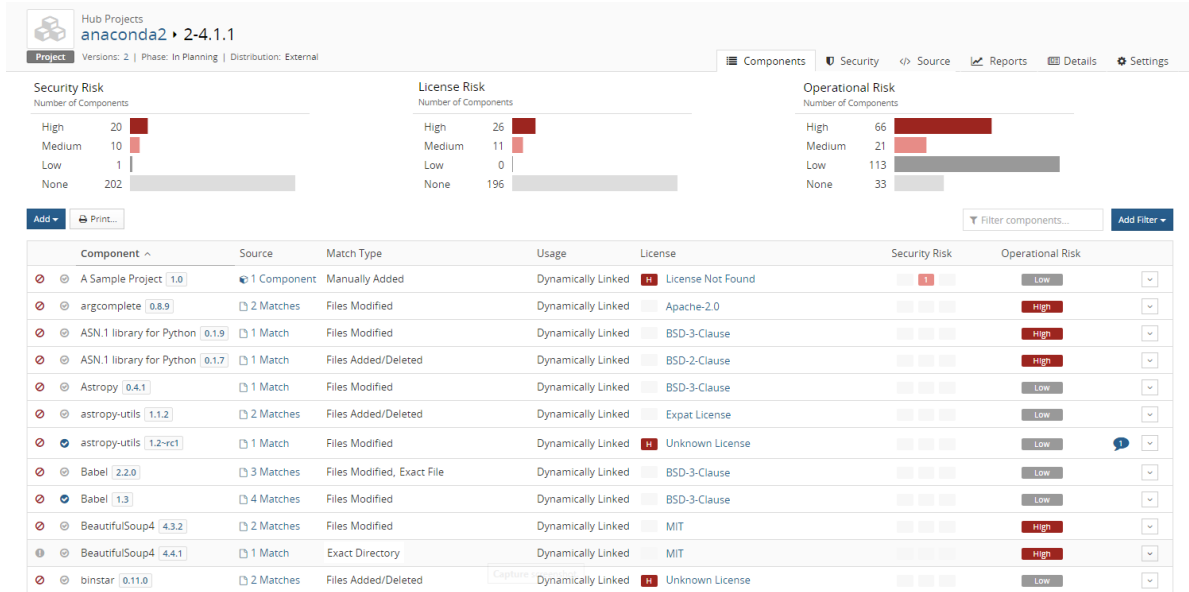 Hub Projects
anaconda2 ▸ 2-4.1.1
Project Versions: 2 | Phase: In Planning | Distribution: External
Components Security Source Reports Details Settings
Security Risk
Number of Components
High 20
Medium 10
Low 1
None 202
License Risk
Number of Components
High 26
Medium 11
Low 0
None 196
Operational Risk
Number of Components
High 66
Medium 21
Low 113
None 33
Add Print... Filter components... Add Filter
Component Source Match Type Usage License Security Risk Operational Risk
A Sample Project 1.0 1 Component Manually Added Dynamically Linked H License Not Found 1 Low
argcomplete 0.8.9 2 Matches Files Modified Dynamically Linked Apache-2.0 High
ASN.1 library for Python 0.1.9 1 Match Files Modified Dynamically Linked BSD-3-Clause High
ASN.1 library for Python 0.1.7 1 Match Files Added/Deleted Dynamically Linked BSD-2-Clause High
Astropy 0.4.1 1 Match Files Modified Dynamically Linked BSD-3-Clause Low
astropy-utils 1.1.2 2 Matches Files Added/Deleted Dynamically Linked Expat License Low
astropy-utils 1.2~rc1 1 Match Files Modified Dynamically Linked H Unknown License Low 1
Babel 2.2.0 3 Matches Files Modified, Exact File Dynamically Linked BSD-3-Clause Low
Babel 1.3 4 Matches Files Modified Dynamically Linked BSD-3-Clause Low
BeautifulSoup4 4.3.2 2 Matches Files Modified Dynamically Linked MIT High
BeautifulSoup4 4.4.1 1 Match Exact Directory Dynamically Linked MIT High
binstar 0.11.0 2 Matches Files Added/Deleted Dynamically Linked H Unknown License Low